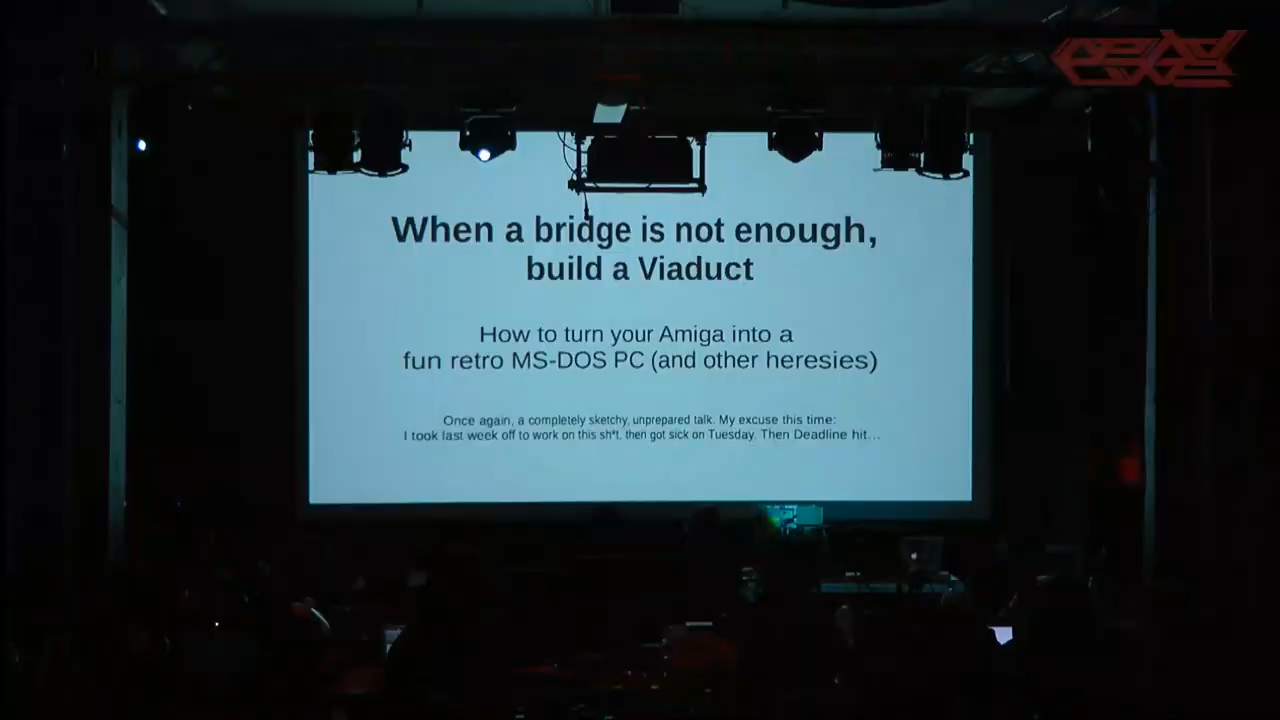 When a bridge is not enough,
build a Viaduct
How to turn your Amiga into a
fun retro MS-DOS PC (and other heresies)
Once again, a completely sketchy, unprepared talk. My excuse this time:
I took last week off to work on this sh*t, then got sick on Tuesday. Then Deadline hit…